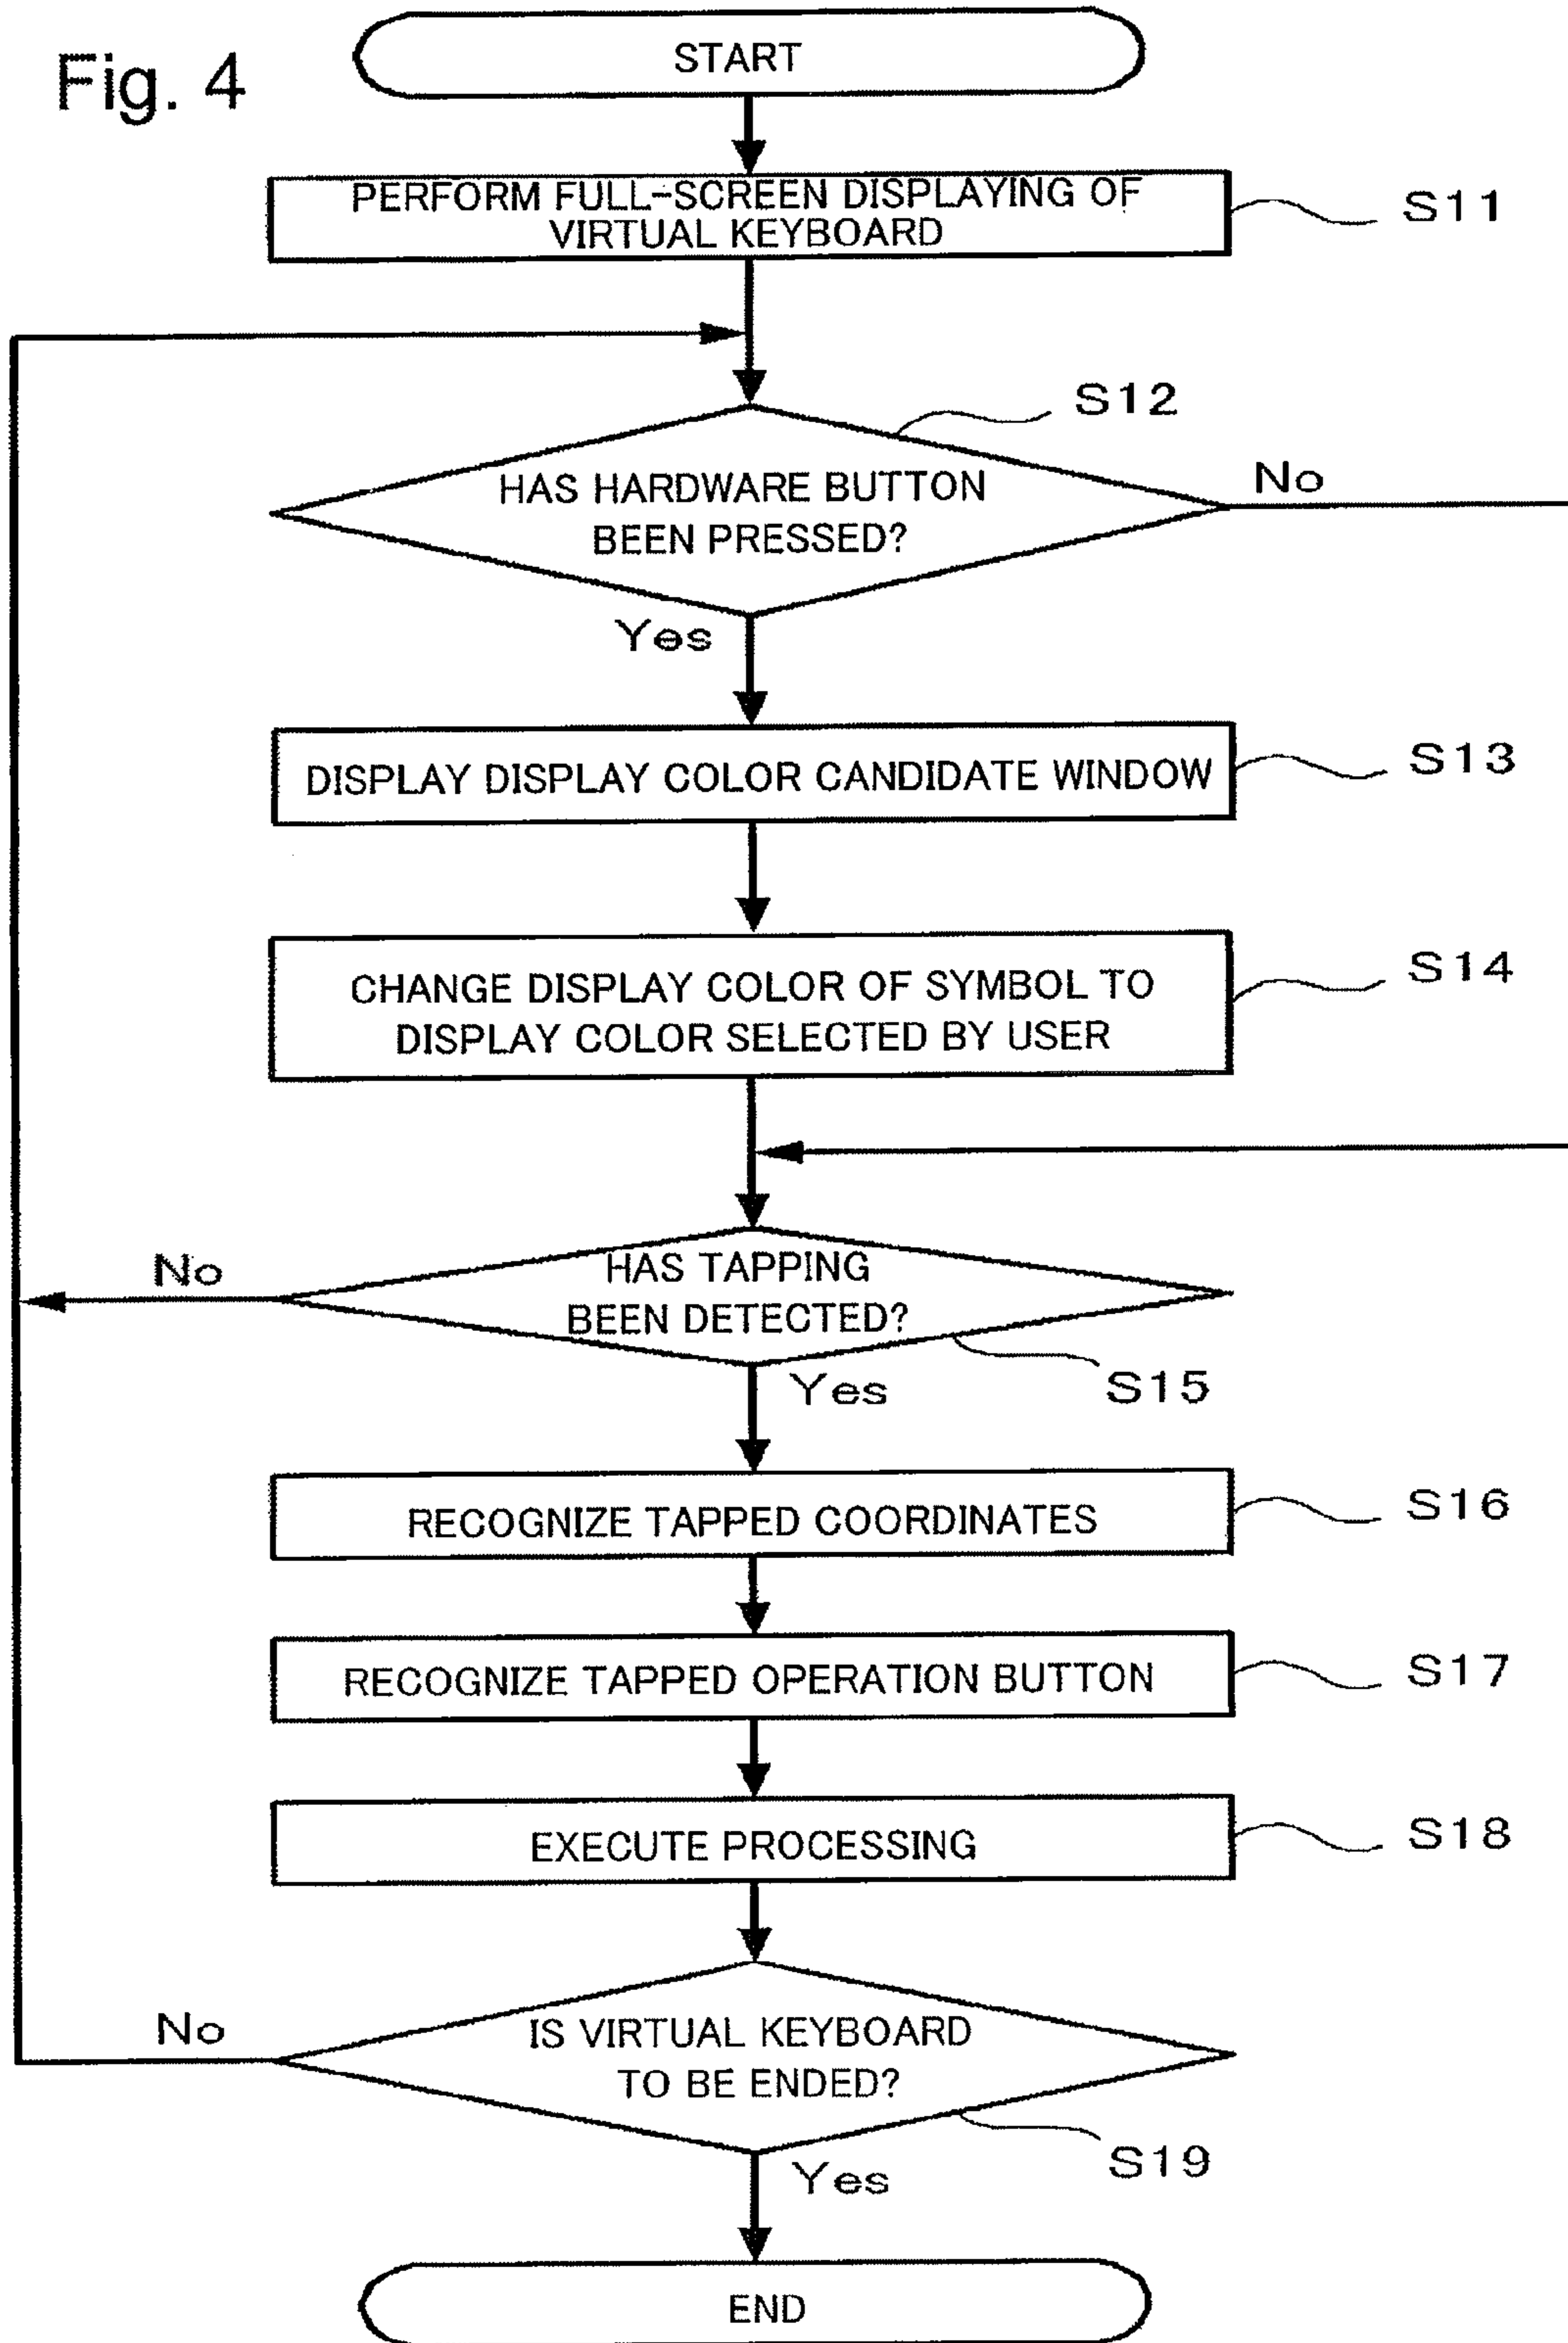 Fig. 4
START
PERFORM FULL-SCREEN DISPLAYING OF
VIRTUAL KEYBOARD
S11
S12
HAS HARDWARE BUTTON
BEEN PRESSED?
No
Yes
DISPLAY DISPLAY COLOR CANDIDATE WINDOW
S13
CHANGE DISPLAY COLOR OF SYMBOL TO
DISPLAY COLOR SELECTED BY USER
S14
No
HAS TAPPING
BEEN DETECTED?
S15
Yes
RECOGNIZE TAPPED COORDINATES
S16
RECOGNIZE TAPPED OPERATION BUTTON
S17
EXECUTE PROCESSING
S18
No
IS VIRTUAL KEYBOARD
TO BE ENDED?
S19
Yes
END